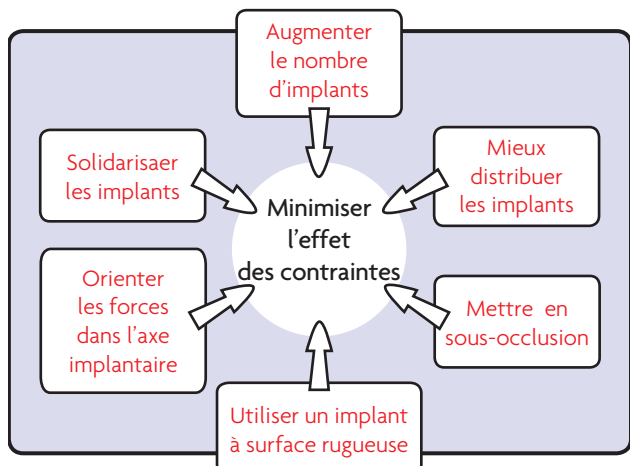 Augmenter
le nombre
d'implants
Solidarisaer
les implants
Mieux
distribuer
les implants
Minimiser
l'effet
des contraintes
Orienter
les forces
dans l'axe
implantaire
Mettre en
sous-occlusion
Utiliser un implant
à surface rugueuse